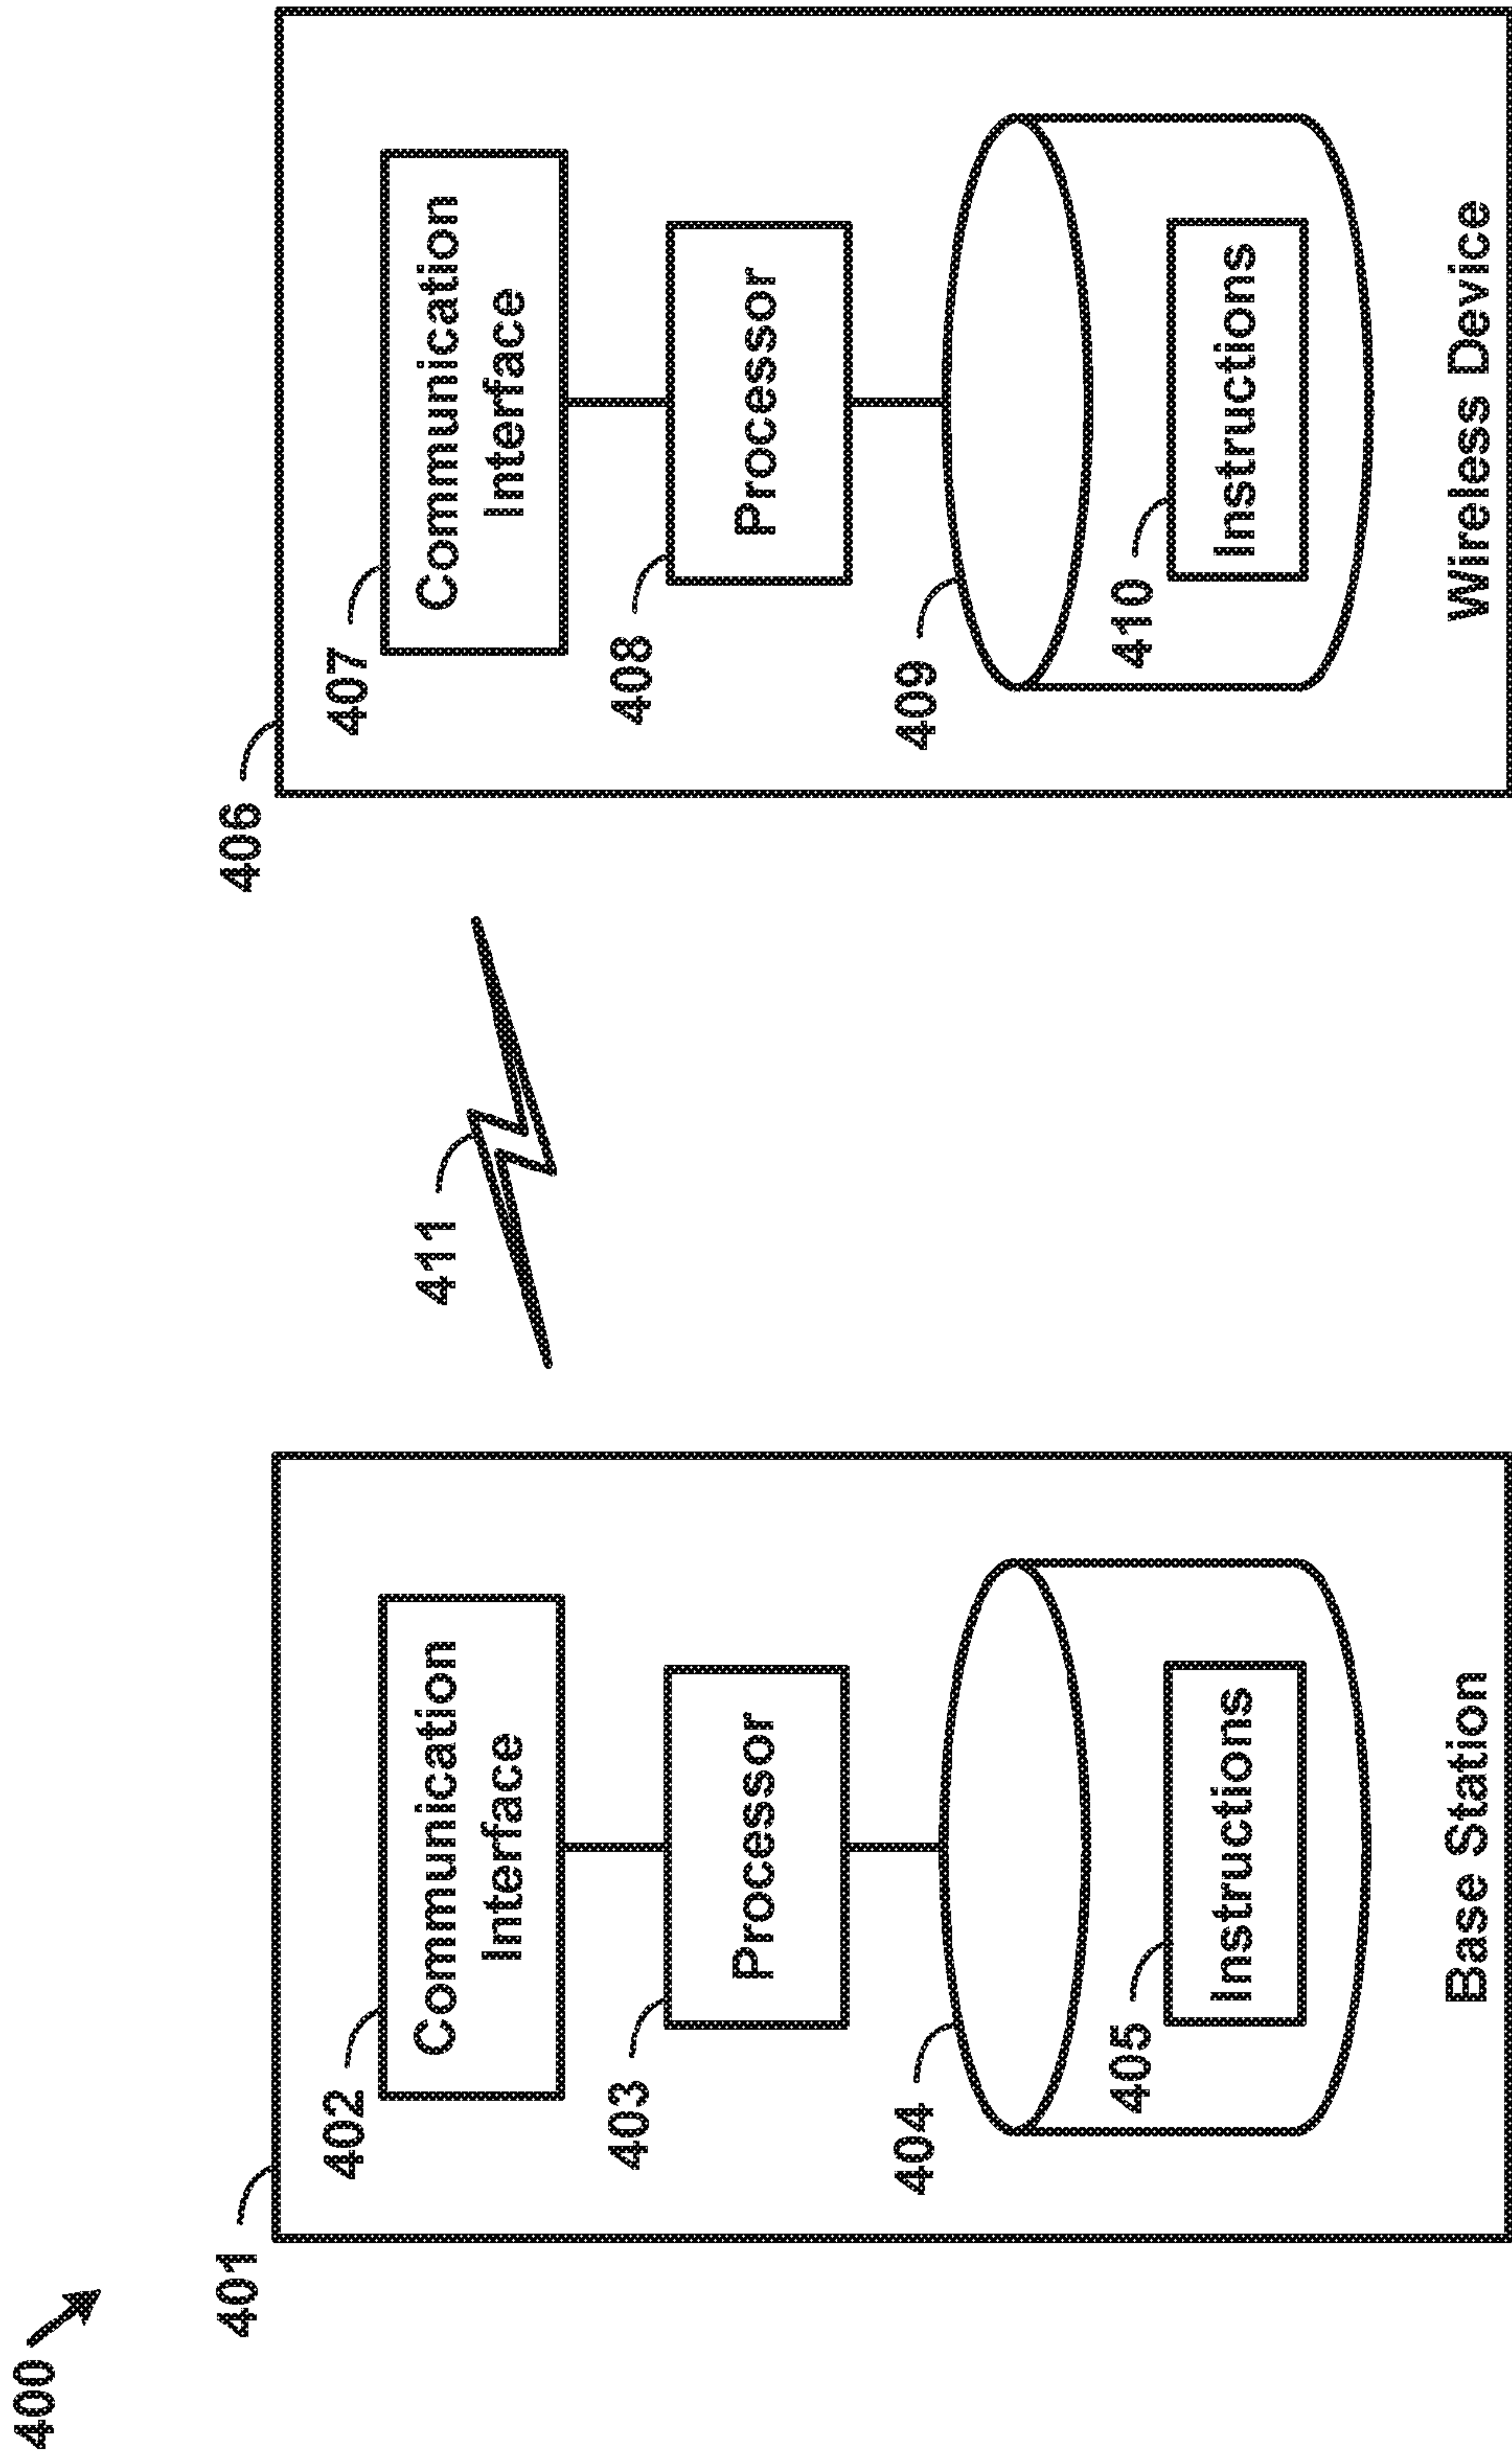 400
401
402
Communication
Interface
403
Processor
404
405
Instructions
Base Station
411
406
407
Communication
Interface
408
Processor
409
410
Instructions
Wireless Device